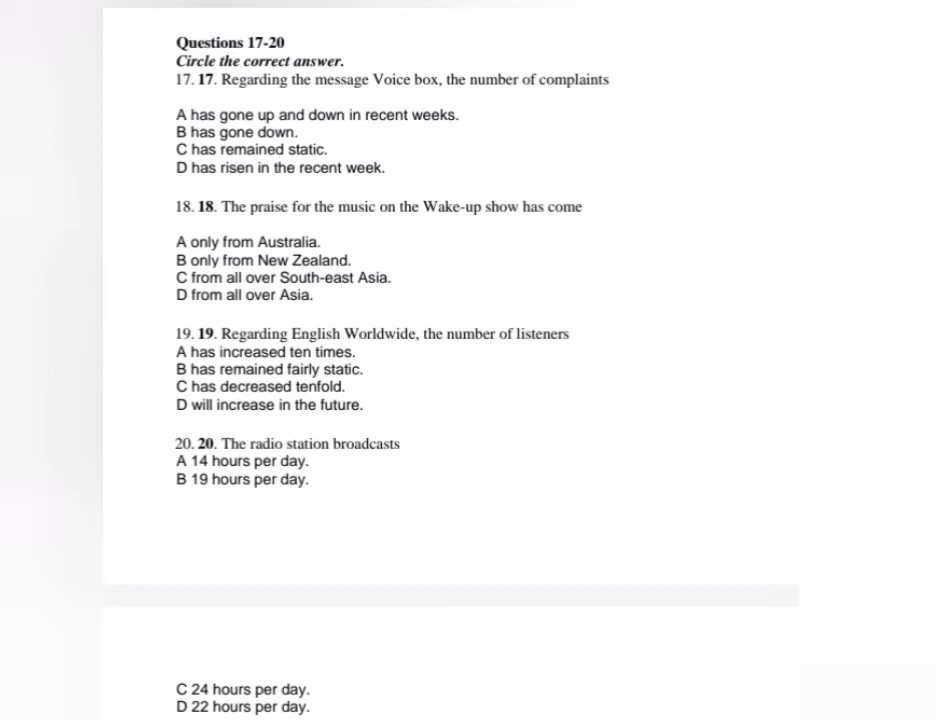 Questions 17-20
Circle the correct answer.
17. 17. Regarding the message Voice box, the number of complaints
A has gone up and down in recent weeks.
B has gone down.
C has remained static.
D has risen in the recent week.
18. 18. The praise for the music on the Wake-up show has come
A only from Australia.
B only from New Zealand.
C from all over South-east Asia.
D from all over Asia.
19. 19. Regarding English Worldwide, the number of listeners
A has increased ten times.
B has remained fairly static.
C has decreased tenfold.
D will increase in the future.
20. 20. The radio station broadcasts
A 14 hours per day.
B 19 hours per day.
C 24 hours per day.
D 22 hours per day.